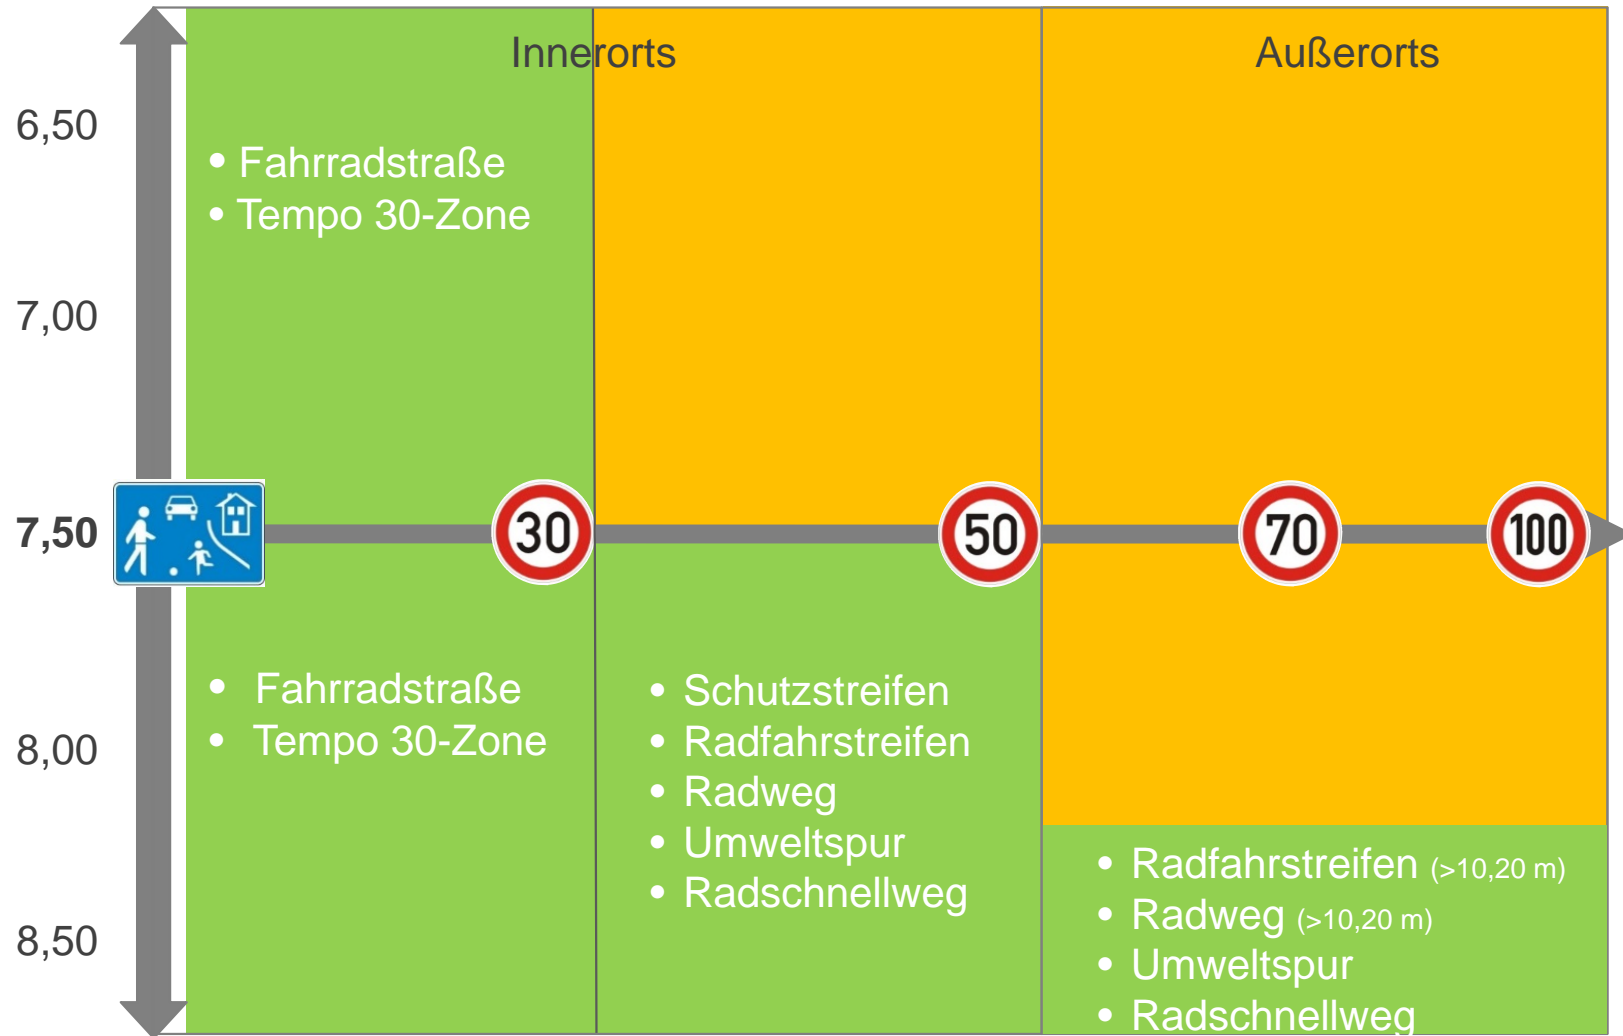 Innerorts
Außerorts
6,50
• Fahrradstraße
• Tempo 30-Zone
7,00
7,50
30
50
70
100
• Fahrradstraße
• Tempo 30-Zone
8,00
• Schutzstreifen
• Radfahrstreifen
• Radweg
• Umweltspur
• Radschnellweg
8,50
• Radfahrstreifen (>10,20 m)
• Radweg (>10,20 m)
• Umweltspur
• Radschnellweg